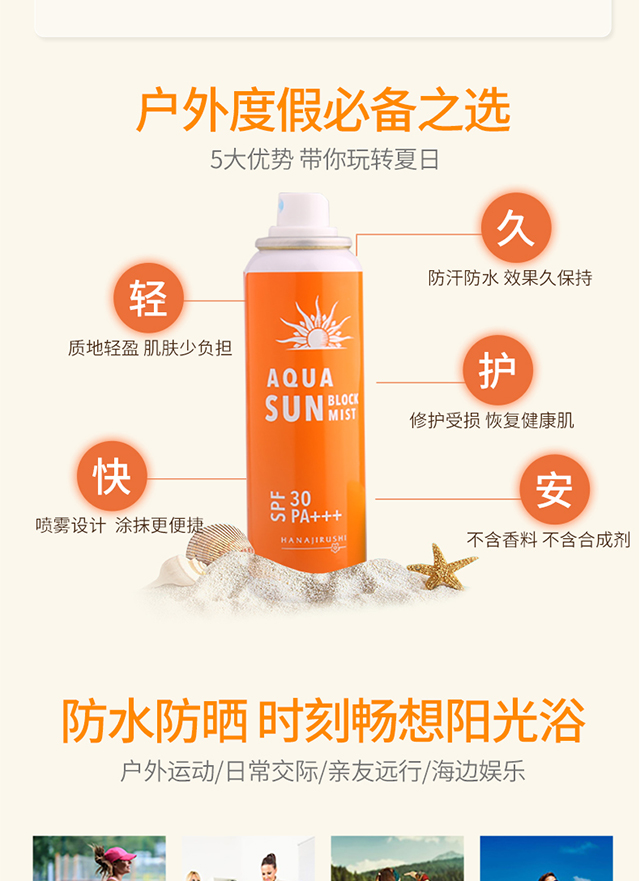 户外度假必备之选
5大优势 带你玩转夏日
久
防汗防水 效果久保持
轻
质地轻盈 肌肤少负担
护
修护受损 恢复健康肌
快
喷雾设计 涂抹更便捷
安
不含香料 不含合成剂
AQUA
SUN BLOCK MIST
SPF 30
PA+++
HANAJIRUSHI
防水防晒 时刻畅想阳光浴
户外运动/日常交际/亲友远行/海边娱乐